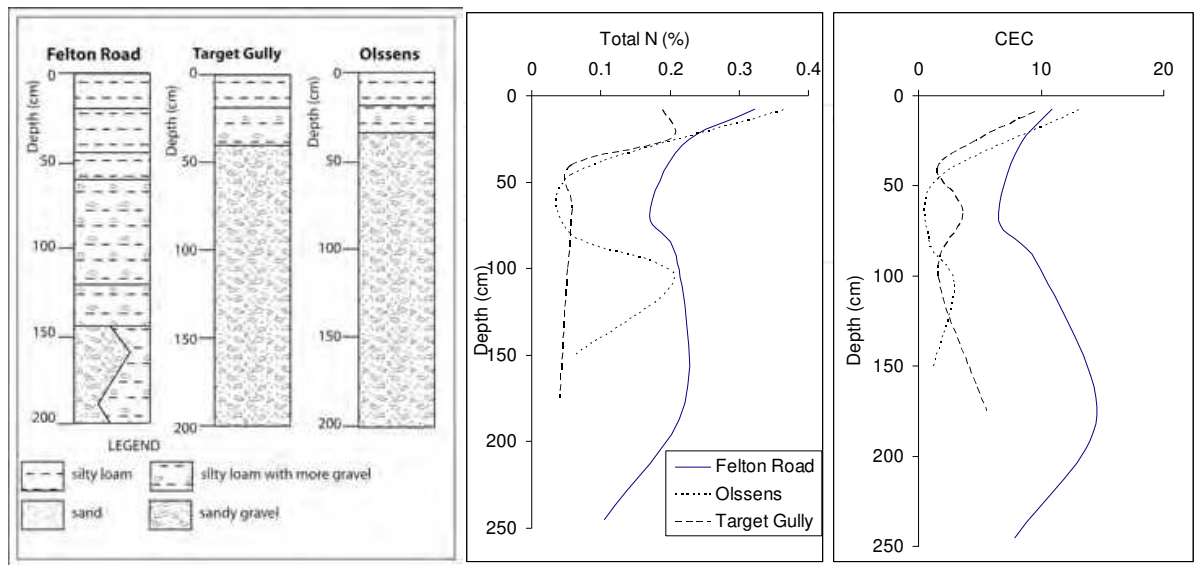 Felton Road
Target Gully
Olssens
Depth (cm)
0
50
100
150
200
Depth (cm)
0
50
100
150
200
Depth (cm)
0
50
100
150
200
LEGEND
silty loam
silty loam with more gravel
sand
sandy gravel
Total N (%)
0 0.1 0.2 0.3 0.4
0
50
100
150
200
250
Depth (cm)
Felton Road
Olssens
Target Gully
CEC
0 10 20
0
50
100
150
200
250
Depth (cm)